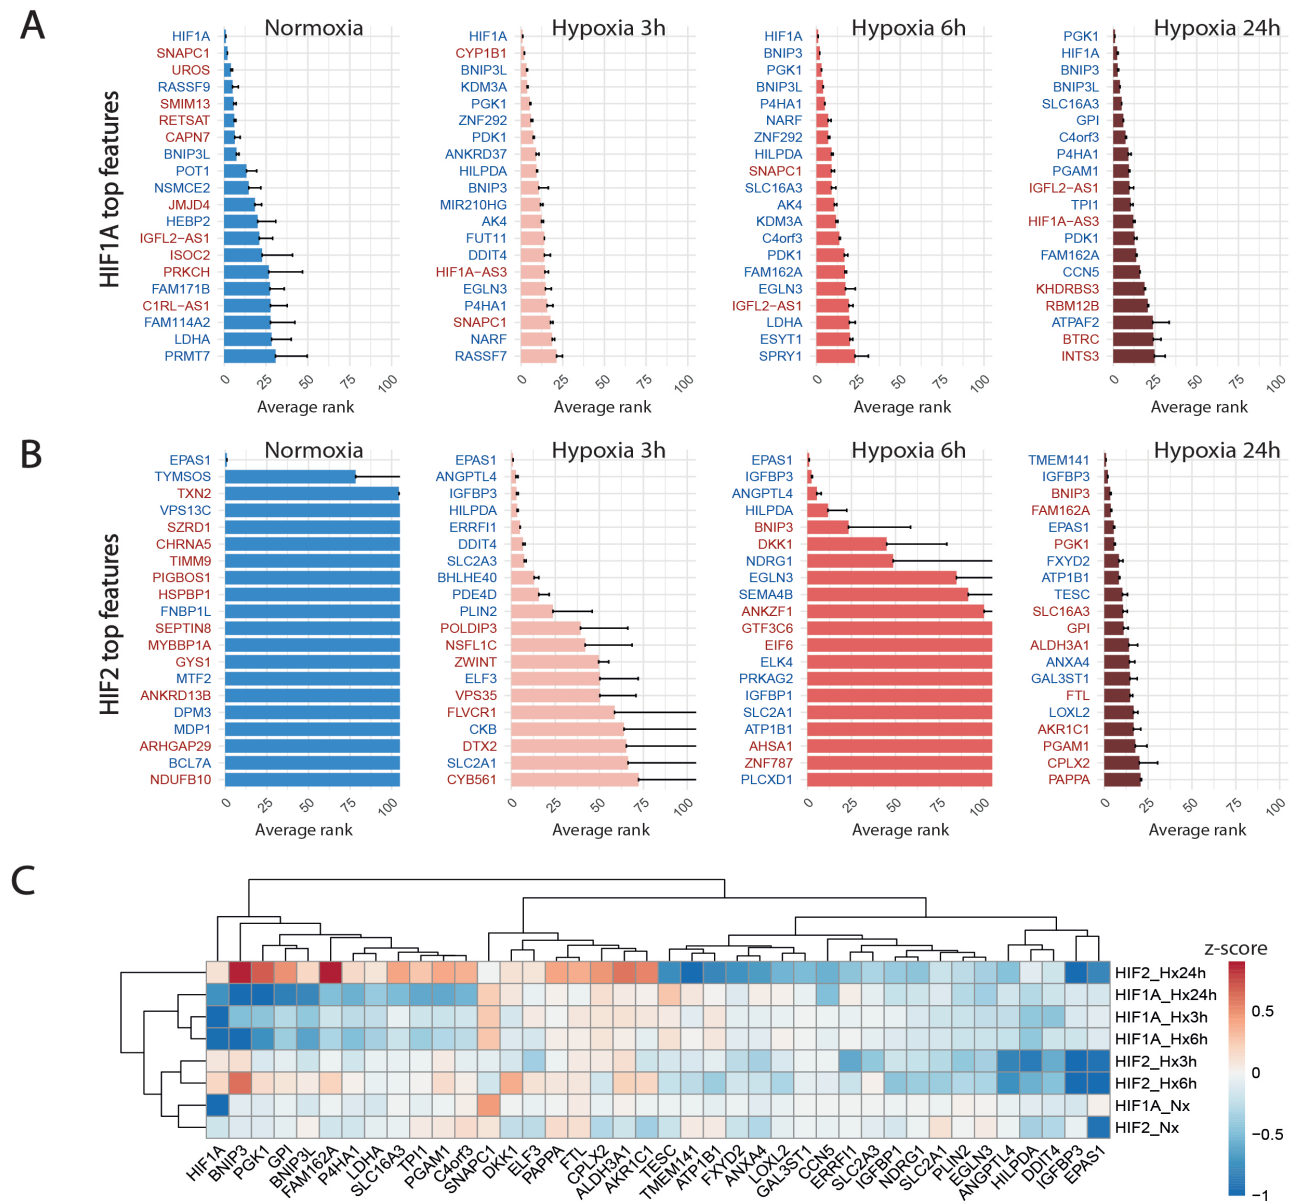 A
HIF1A top features
Normoxia
HIF1A
SNAPC1
UROS
RASSF9
SMIM13
RETSAT
CAPN7
BNIP3L
POT1
NSMCE2
JMJD4
HEBP2
IGFL2−AS1
ISOC2
PRKCH
FAM171B
C1RL−AS1
FAM114A2
LDHA
PRMT7
0 25 50 75 100
Average rank
Hypoxia 3h
HIF1A
CYP1B1
BNIP3L
KDM3A
PGK1
ZNF292
PDK1
ANKRD37
HILPDA
BNIP3
MIR210HG
AK4
FUT11
DDIT4
HIF1A−AS3
EGLN3
P4HA1
SNAPC1
NARF
RASSF7
0 25 50 75 100
Average rank
Hypoxia 6h
HIF1A
BNIP3
PGK1
BNIP3L
P4HA1
NARF
ZNF292
HILPDA
SNAPC1
SLC16A3
AK4
KDM3A
C4orf3
PDK1
FAM162A
EGLN3
IGFL2−AS1
LDHA
ESYT1
SPRY1
0 25 50 75 100
Average rank
Hypoxia 24h
PGK1
HIF1A
BNIP3
BNIP3L
SLC16A3
GPI
C4orf3
P4HA1
PGAM1
IGFL2−AS1
TPI1
HIF1A−AS3
PDK1
FAM162A
CCN5
KHDRBS3
RBM12B
ATPAF2
BTRC
INTS3
0 25 50 75 100
Average rank
B
HIF2 top features
Normoxia
EPAS1
TYMSOS
TXN2
VPS13C
SZRD1
CHRNA5
TIMM9
PIGBOS1
HSPBP1
FNBP1L
SEPTIN8
MYBBP1A
GYS1
MTF2
ANKRD13B
DPM3
MDP1
ARHGAP29
BCL7A
NDUFB10
0 25 50 75 100
Average rank
Hypoxia 3h
EPAS1
ANGPTL4
IGFBP3
HILPDA
ERRFI1
DDIT4
SLC2A3
BHLHE40
PDE4D
PLIN2
POLDIP3
NSFL1C
ZWINT
ELF3
VPS35
FLVCR1
CKB
DTX2
SLC2A1
CYB561
0 25 50 75 100
Average rank
Hypoxia 6h
EPAS1
IGFBP3
ANGPTL4
HILPDA
BNIP3
DKK1
NDRG1
EGLN3
SEMA4B
ANKZF1
GTF3C6
EIF6
ELK4
PRKAG2
IGFBP1
SLC2A1
ATP1B1
AHSA1
ZNF787
PLCXD1
0 25 50 75 100
Average rank
Hypoxia 24h
TMEM141
IGFBP3
BNIP3
FAM162A
EPAS1
PGK1
FXYD2
ATP1B1
TESC
SLC16A3
GPI
ALDH3A1
ANXA4
GAL3ST1
FTL
LOXL2
AKR1C1
PGAM1
CPLX2
PAPPA
0 25 50 75 100
Average rank
C
HIF2_Hx24h
HIF1A_Hx24h
HIF1A_Hx3h
HIF1A_Hx6h
HIF2_Hx3h
HIF2_Hx6h
HIF1A_Nx
HIF2_Nx
HIF1A
BNIP3
PGK1
GPI
BNIP3L
FAM162A
P4HA1
LDHA
SLC16A3
TPI1
PGAM1
C4orf3
SNAPC1
DKK1
ELF3
PAPPA
FTL
CPLX2
ALDH3A1
AKR1C1
TESC
TMEM141
ATP1B1
FXYD2
ANXA4
LOXL2
GAL3ST1
CCN5
ERRFI1
SLC2A3
IGFBP1
NDRG1
SLC2A1
PLIN2
EGLN3
ANGPTL4
HILPDA
DDIT4
IGFBP3
EPAS1
z-score
0.5
0
−0.5
−1